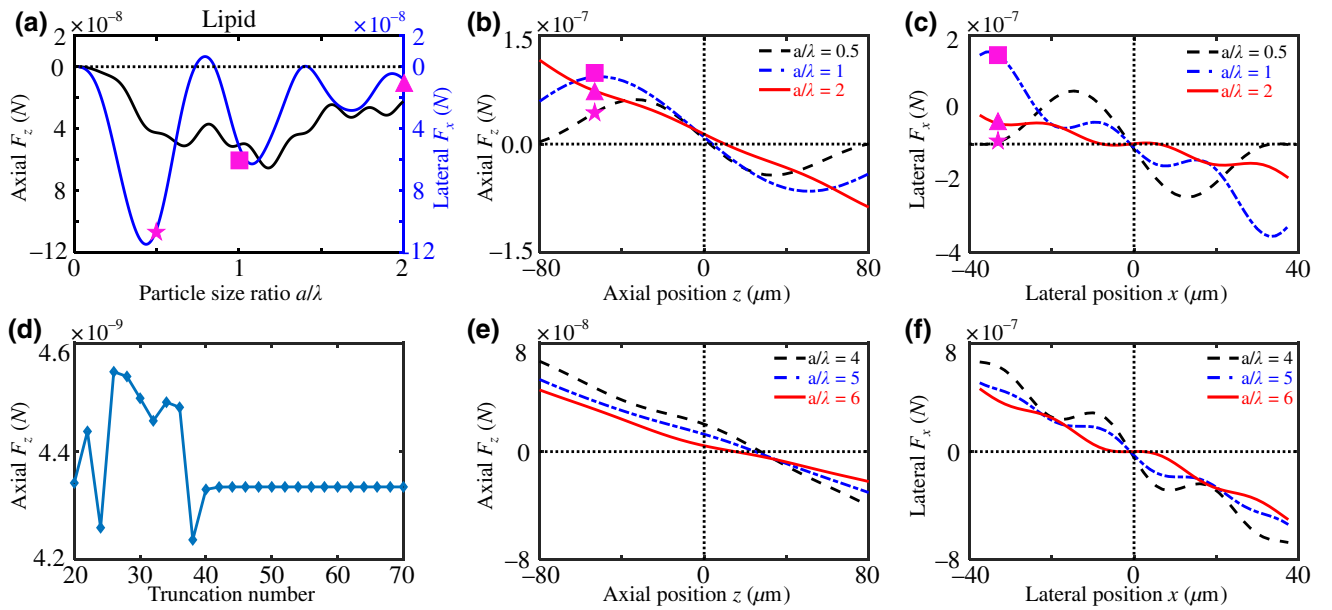 (a)
×10⁻⁸
Lipid
×10⁻⁸
2
0
4
8
−12
2
0
4
8
12
Axial F_z (N)
Lateral F_x (N)
0
1
2
Particle size ratio a/λ
(b)
×10⁻⁷
1.5
0.0
−1.5
Axial F_z (N)
a/λ = 0.5
a/λ = 1
a/λ = 2
−80
0
80
Axial position z (μm)
(c)
×10⁻⁷
2
0
−2
−4
Lateral F_x (N)
a/λ = 0.5
a/λ = 1
a/λ = 2
−40
−20
0
20
40
Lateral position x (μm)
(d)
×10⁻⁹
4.6
4.4
4.2
Axial F_z (N)
20
30
40
50
60
70
Truncation number
(e)
×10⁻⁸
8
0
−8
Axial F_z (N)
a/λ = 4
a/λ = 5
a/λ = 6
−80
0
80
Axial position z (μm)
(f)
×10⁻⁷
8
0
−8
Lateral F_x (N)
a/λ = 4
a/λ = 5
a/λ = 6
−40
−20
0
20
40
Lateral position x (μm)